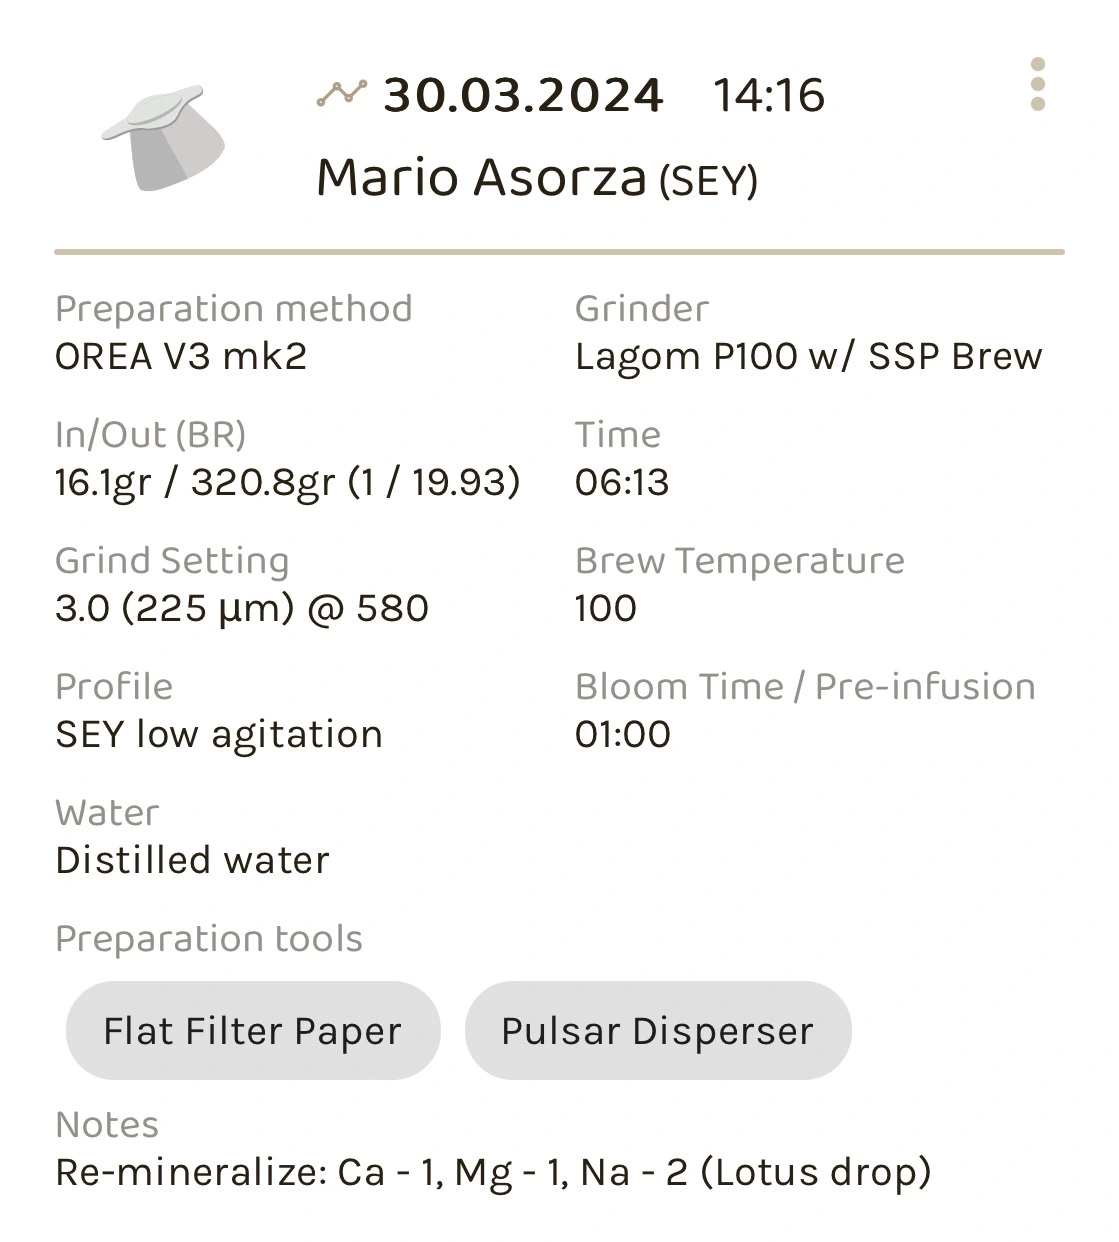 30.03.2024 14:16
Mario Asorza (SEY)
Preparation method
OREA V3 mk2
Grinder
Lagom P100 w/ SSP Brew
In/Out (BR)
16.1gr / 320.8gr (1 / 19.93)
Time
06:13
Grind Setting
3.0 (225 µm) @ 580
Brew Temperature
100
Profile
SEY low agitation
Bloom Time / Pre-infusion
01:00
Water
Distilled water
Preparation tools
Flat Filter Paper
Pulsar Disperser
Notes
Re-mineralize: Ca - 1, Mg - 1, Na - 2 (Lotus drop)